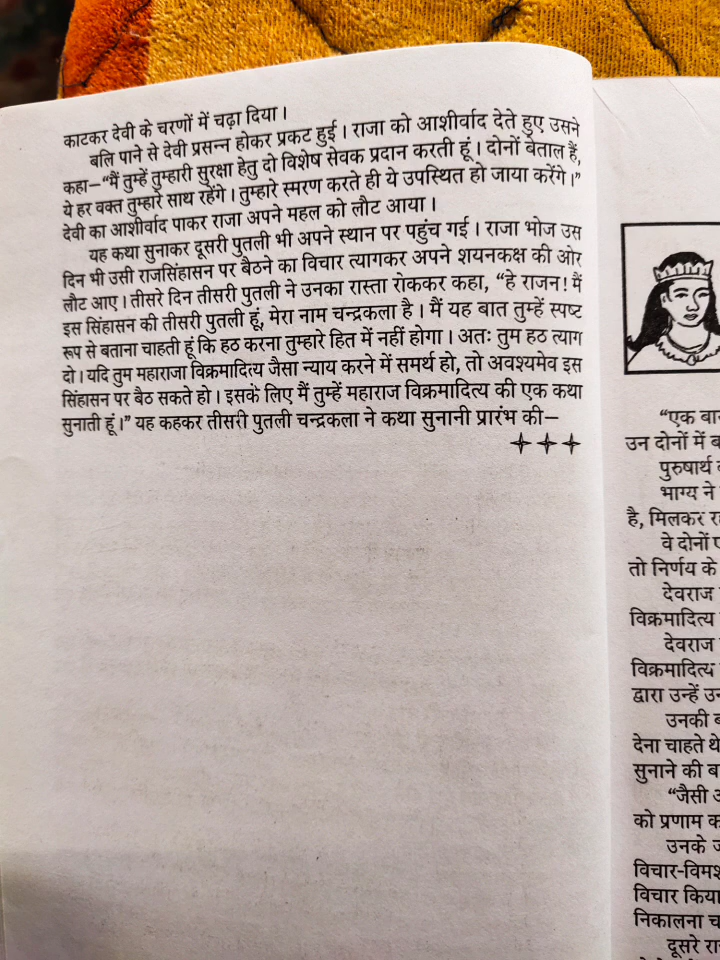 काटकर देवी के चरणों में चढ़ा दिया।
बलि पाने से देवी प्रसन्न होकर प्रकट हुई। राजा को आशीर्वाद देते हुए उसने
कहा—“मैं तुम्हें तुम्हारी सुरक्षा हेतु दो विशेष सेवक प्रदान करती हूं। दोनों बेताल हैं,
ये हर वक्त तुम्हारे साथ रहेंगे। तुम्हारे स्मरण करते ही ये उपस्थित हो जाया करेंगे।”
देवी का आशीर्वाद पाकर राजा अपने महल को लौट आया।
यह कथा सुनाकर दूसरी पुतली भी अपने स्थान पर पहुंच गई। राजा भोज उस
दिन भी उसी राजसिंहासन पर बैठने का विचार त्यागकर अपने शयनकक्ष की ओर
लौट आए। तीसरे दिन तीसरी पुतली ने उनका रास्ता रोककर कहा, “हे राजन! मैं
इस सिंहासन की तीसरी पुतली हूं, मेरा नाम चन्द्रकला है। मैं यह बात तुम्हें स्पष्ट
रूप से बताना चाहती हूं कि हठ करना तुम्हारे हित में नहीं होगा। अतः तुम हठ त्याग
दो। यदि तुम महाराजा विक्रमादित्य जैसा न्याय करने में समर्थ हो, तो अवश्यमेव इस
सिंहासन पर बैठ सकते हो। इसके लिए मैं तुम्हें महाराज विक्रमादित्य की एक कथा
सुनाती हूं।” यह कहकर तीसरी पुतली चन्द्रकला ने कथा सुनानी प्रारंभ की—
“एक
उन दोनों में
पुरुषार्थ
भाग्य ने
है, मिलकर
वे दोनों
तो निर्णय के
देवराज
विक्रमादित्य
देवराज
विक्रमादित्य
द्वारा उन्हें
उनकी
देना चाहते थे
सुनाने की
“जैसी
को प्रणाम
उनके
विचार-विमर्श
विचार किया
निकालना
दूसरे